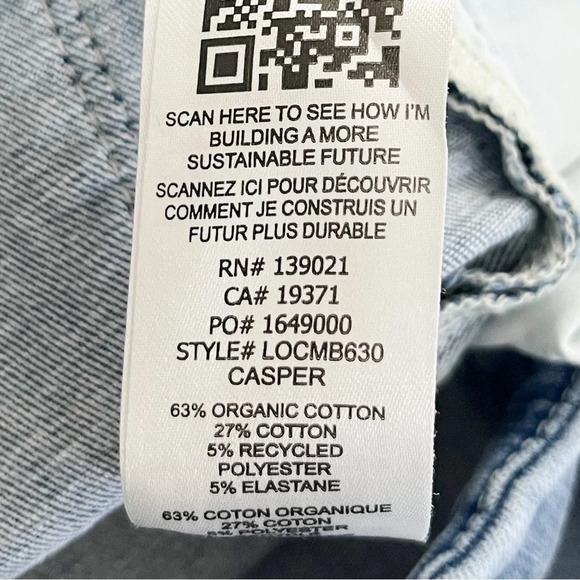 SCAN HERE TO SEE HOW I'M
BUILDING A MORE
SUSTAINABLE FUTURE
SCANNEZ ICI POUR DÉCOUVRIR
COMMENT JE CONSTRUIS UN
FUTUR PLUS DURABLE
RN# 139021
CA# 19371
PO# 1649000
STYLE# LOCMB630
CASPER
63% ORGANIC COTTON
27% COTTON
5% RECYCLED
POLYESTER
5% ELASTANE
63% COTON ORGANIQUE
27% COTON
5% POLYESTER